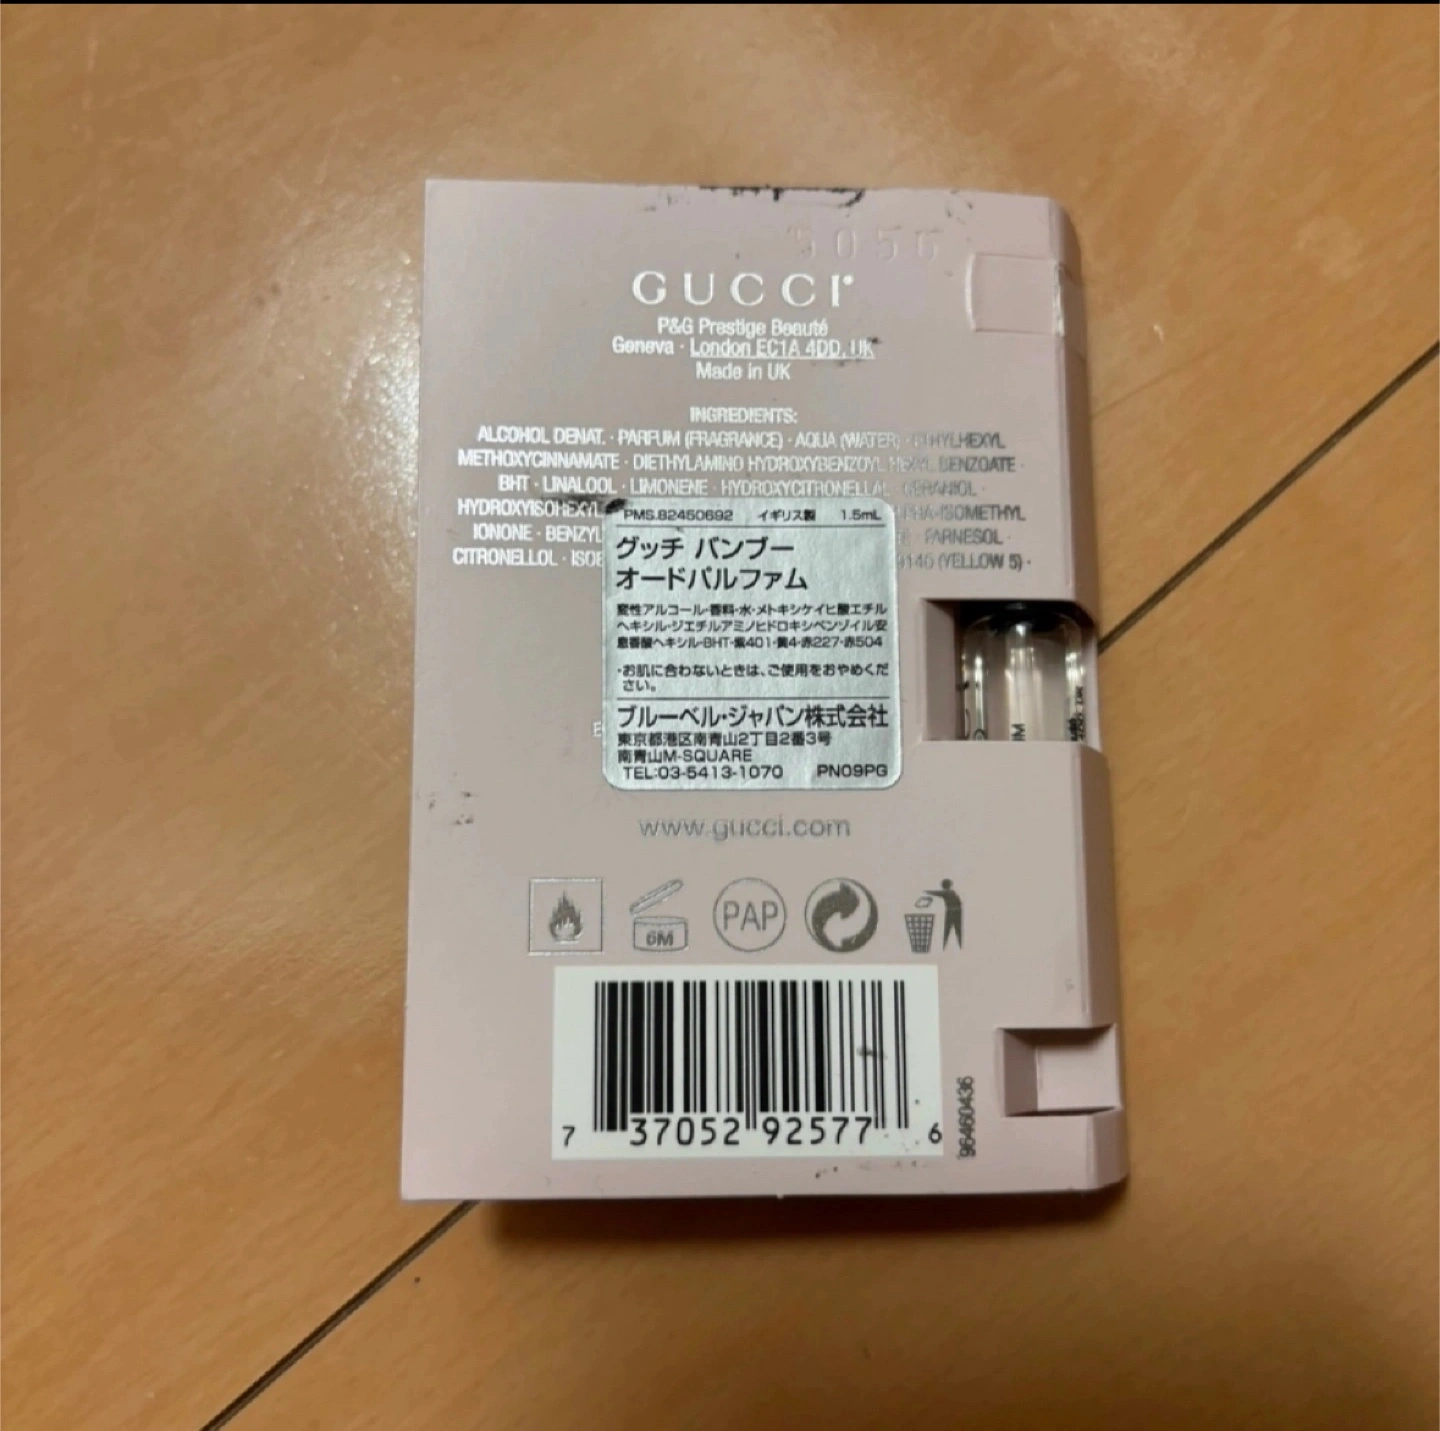 5056
GUCCI
P&G Prestige Beauté
Geneva · London EC1A 4DD, UK
Made in UK
INGREDIENTS:
ALCOHOL DENAT. · PARFUM (FRAGRANCE) · AQUA (WATER) · ETHYLHEXYL
METHOXYCINNAMATE · DIETHYLAMINO HYDROXYBENZOYL HEXYL BENZOATE ·
BHT · LINALOOL · LIMONENE · HYDROXYCITRONELLAL · GERANIOL ·
HYDROXYISOHEXYL
ALPHA-ISOMETHYL
IONONE · BENZYL
FARNESOL ·
CITRONELLOL ·
(YELLOW 5) ·
PMS.82450692 イギリス製 1.5mL
グッチ バンブー
オードパルファム
変性アルコール・香料・水・メトキシケイヒ酸エチル
ヘキシル・ジエチルアミノヒドロキシベンゾイル安
息香酸ヘキシル・BHT・紫401・黄4・赤227・赤504
・お肌に合わないときは、ご使用をおやめくだ
さい。
ブルーベル・ジャパン株式会社
東京都港区南青山2丁目2番3号
南青山M-SQUARE
TEL:03-5413-1070 PN09PG
www.gucci.com
6M
PAP
7 37052 92577 6
96460436